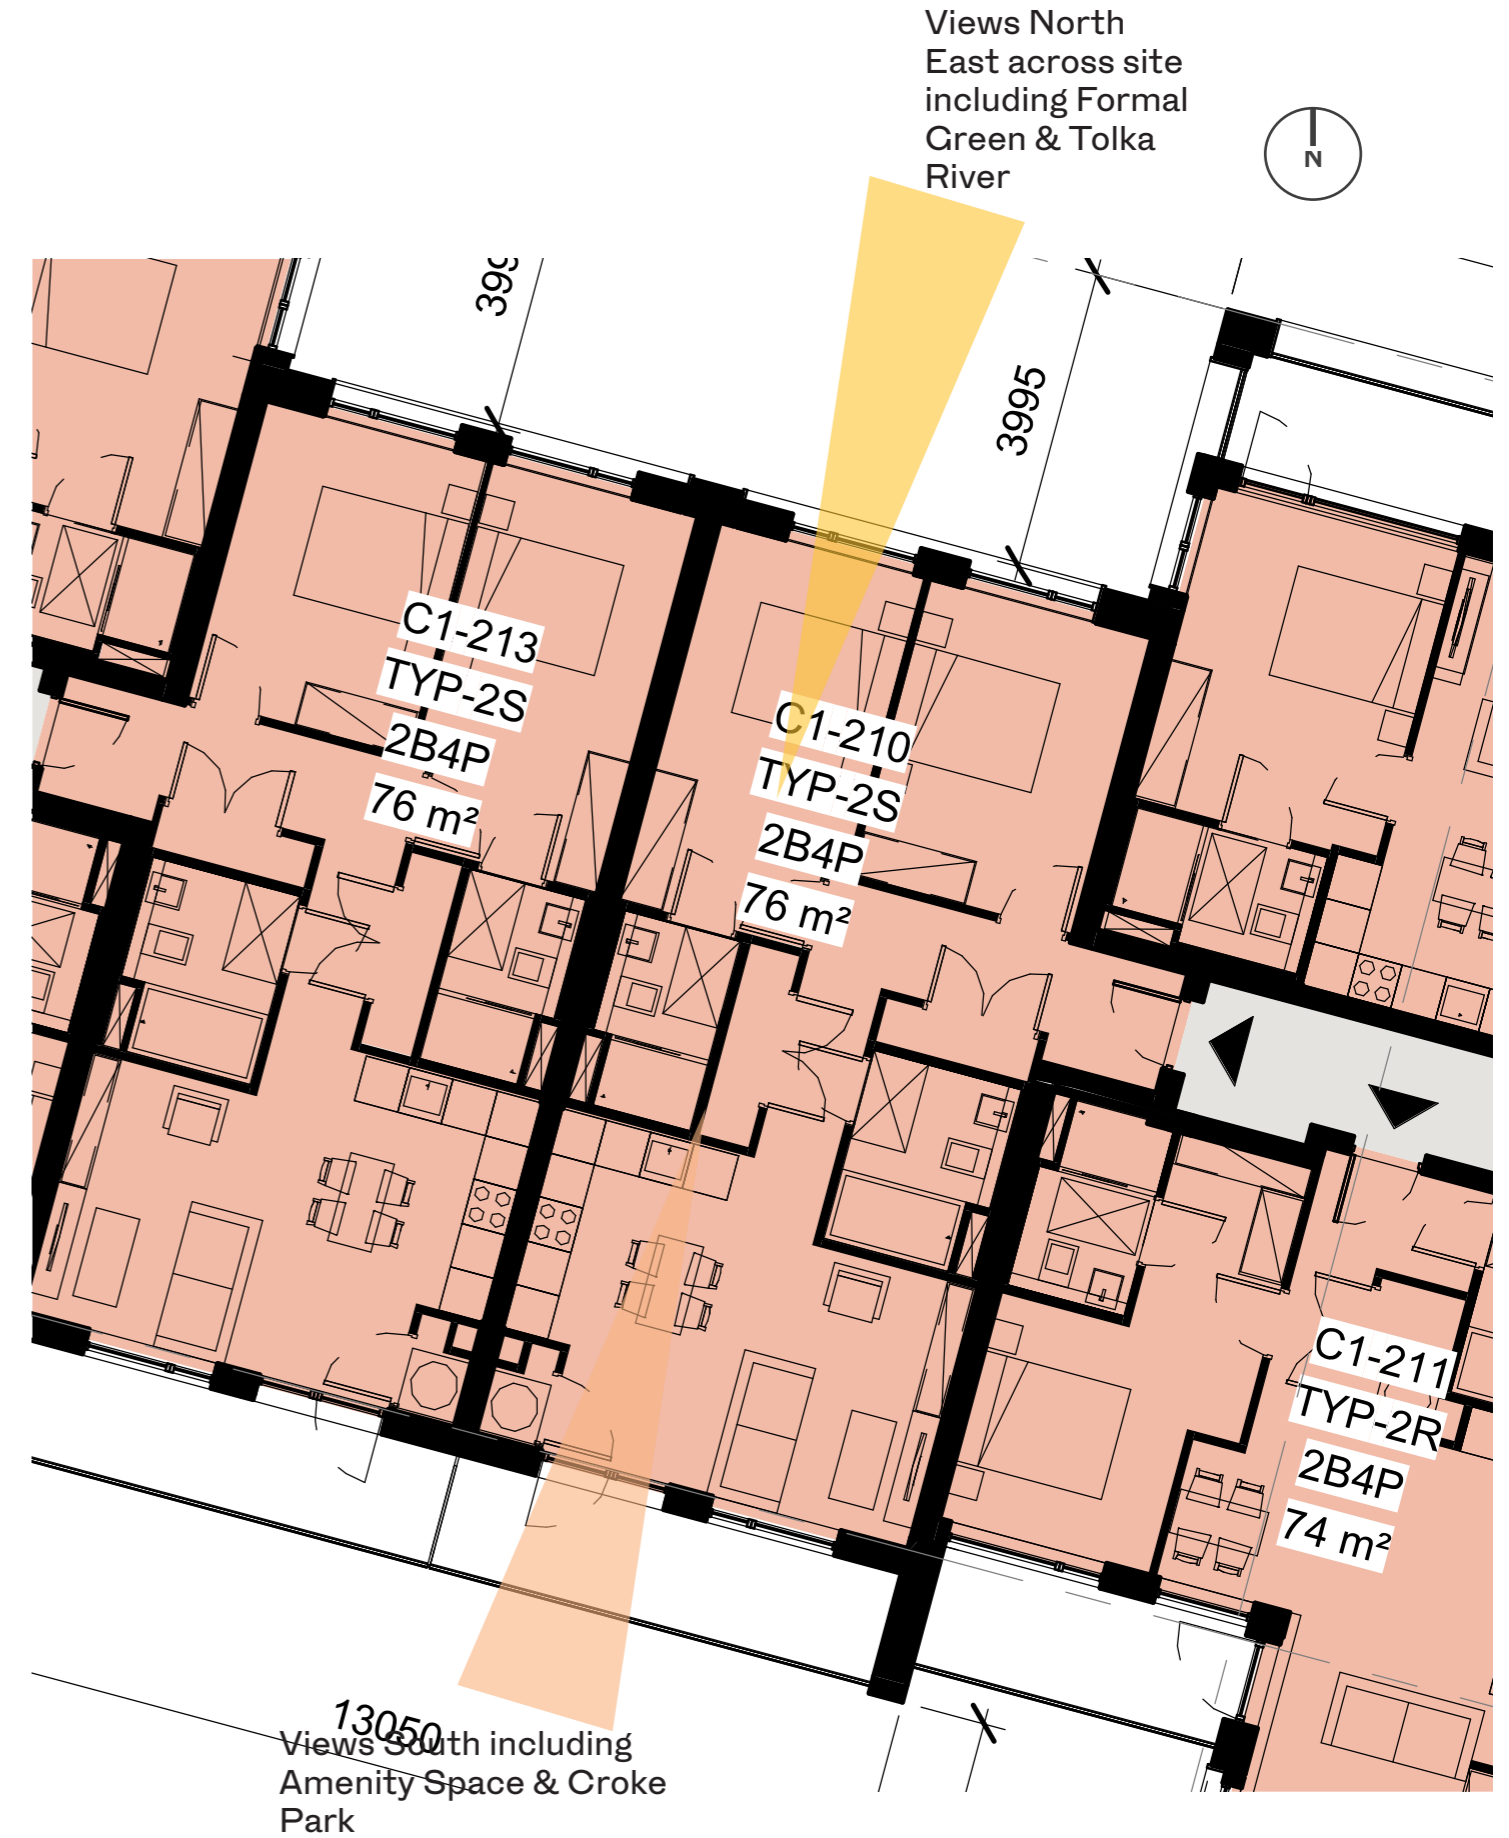 Views North
East across site
including Formal
Green & Tolka
River
N
3995
C1-213
TYP-2S
2B4P
76 m²
C1-210
TYP-2S
2B4P
76 m²
C1-211
TYP-2R
2B4P
74 m²
13050
Views South including
Amenity Space & Croke
Park